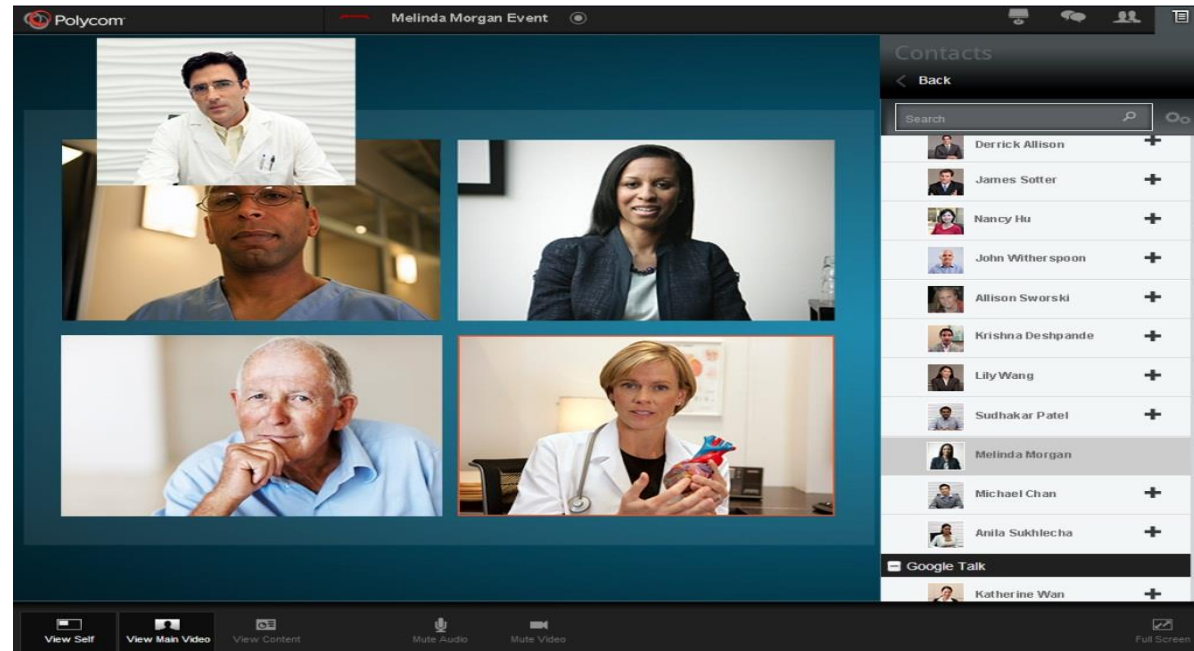 Polycom
Melinda Morgan Event
Contacts
Back
Search
Derrick Allison
James Sotter
Nancy Hu
John Witherspoon
Allison Sworski
Krishna Deshpande
Lily Wang
Sudhakar Patel
Melinda Morgan
Michael Chan
Anila Sukhlecha
Google Talk
Katherine Wan
View Self
View Main Video
View Content
Mute Audio
Mute Video
Full Screen